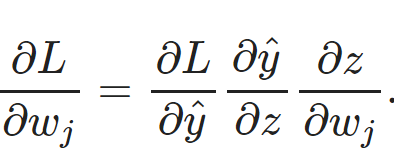 ∂L/∂w_j = ∂L/∂ŷ ∂ŷ/∂z ∂z/∂w_j.